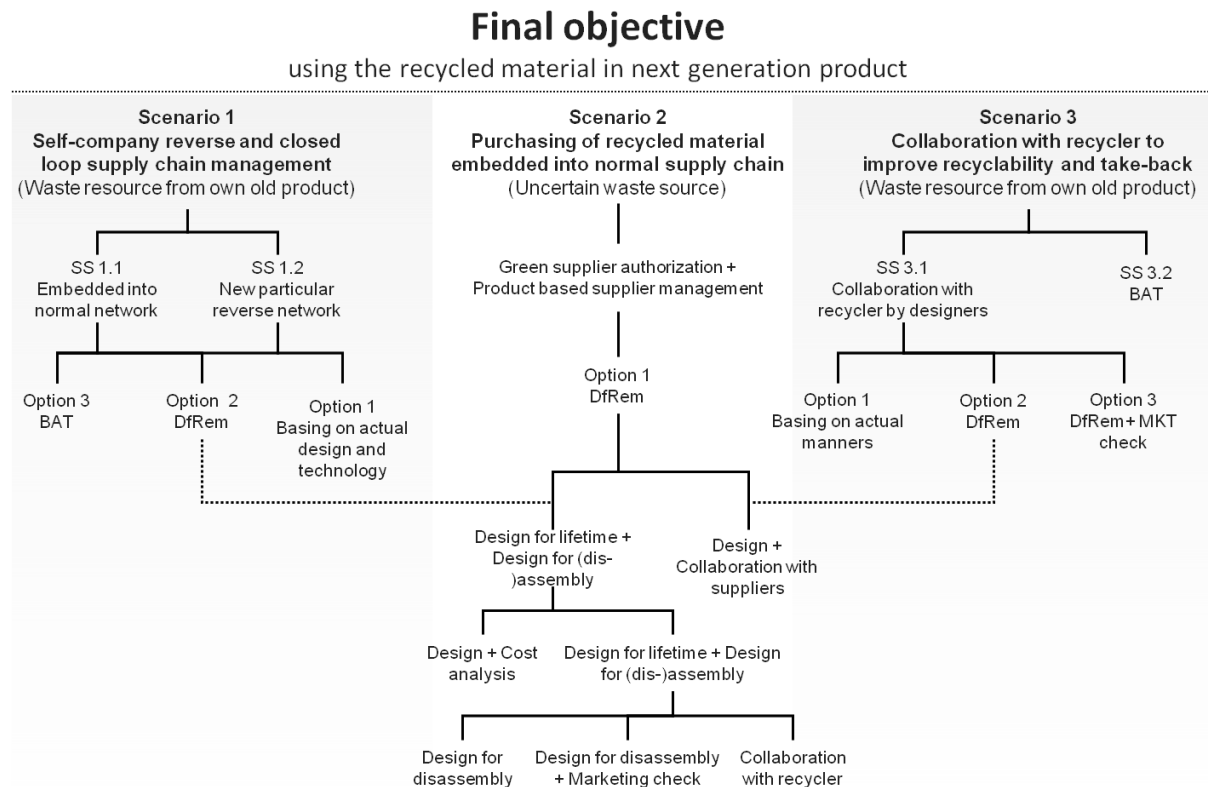 Final objective
using the recycled material in next generation product
Scenario 1
Self-company reverse and closed
loop supply chain management
(Waste resource from own old product)
Scenario 2
Purchasing of recycled material
embedded into normal supply chain
(Uncertain waste source)
Scenario 3
Collaboration with recycler to
improve recyclability and take-back
(Waste resource from own old product)
SS 1.1
Embedded into
normal network
SS 1.2
New particular
reverse network
Green supplier authorization +
Product based supplier management
SS 3.1
Collaboration with
recycler by designers
SS 3.2
BAT
Option 3
BAT
Option 2
DfRem
Option 1
Basing on actual
design and
technology
Option 1
DfRem
Option 1
Basing on actual
manners
Option 2
DfRem
Option 3
DfRem+ MKT
check
Design for lifetime +
Design for (dis-
)assembly
Design +
Collaboration with
suppliers
Design + Cost
analysis
Design for lifetime + Design
for (dis-)assembly
Design for
disassembly
Design for disassembly
+ Marketing check
Collaboration
with recycler